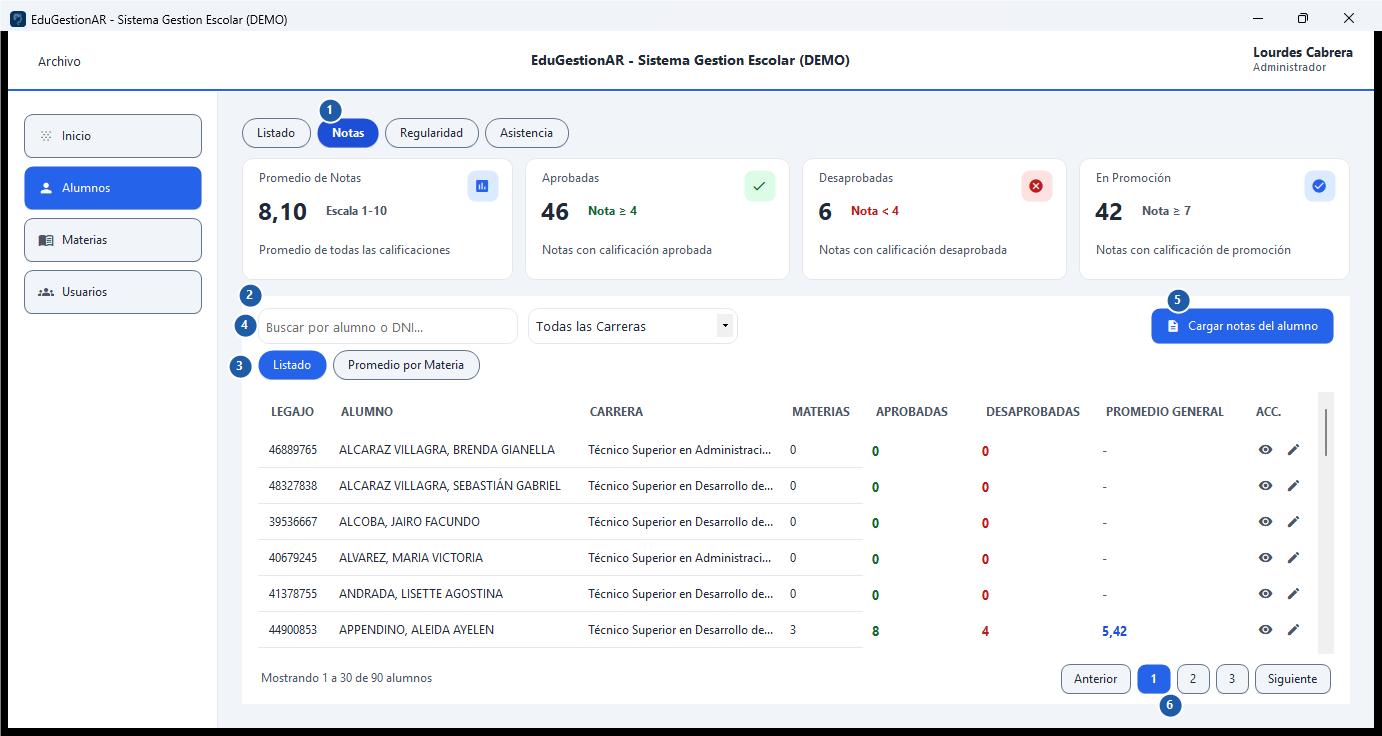 EduGestionAR - Sistema Gestion Escolar (DEMO)
Archivo
EduGestionAR - Sistema Gestion Escolar (DEMO)
Lourdes Cabrera
Administrador
Inicio
Alumnos
Materias
Usuarios
1
Listado Notas Regularidad Asistencia
Promedio de Notas
8,10 Escala 1-10
Promedio de todas las calificaciones
Aprobadas
46 Nota ≥ 4
Notas con calificación aprobada
Desaprobadas
6 Nota < 4
Notas con calificación desaprobada
En Promoción
42 Nota ≥ 7
Notas con calificación de promoción
2
5
4 Buscar por alumno o DNI... Todas las Carreras Cargar notas del alumno
3 Listado Promedio por Materia
LEGAJO ALUMNO CARRERA MATERIAS APROBADAS DESAPROBADAS PROMEDIO GENERAL ACC.
46889765 ALCARAZ VILLAGRA, BRENDA GIANELLA Técnico Superior en Administraci... 0 0 0 -
48327838 ALCARAZ VILLAGRA, SEBASTIÁN GABRIEL Técnico Superior en Desarrollo de... 0 0 0 -
39536667 ALCOBA, JAIRO FACUNDO Técnico Superior en Desarrollo de... 0 0 0 -
40679245 ALVAREZ, MARIA VICTORIA Técnico Superior en Administraci... 0 0 0 -
41378755 ANDRADA, LISETTE AGOSTINA Técnico Superior en Desarrollo de... 0 0 0 -
44900853 APPENDINO, ALEIDA AYELEN Técnico Superior en Desarrollo de... 3 8 4 5,42
Mostrando 1 a 30 de 90 alumnos
Anterior 1 2 3 Siguiente
6